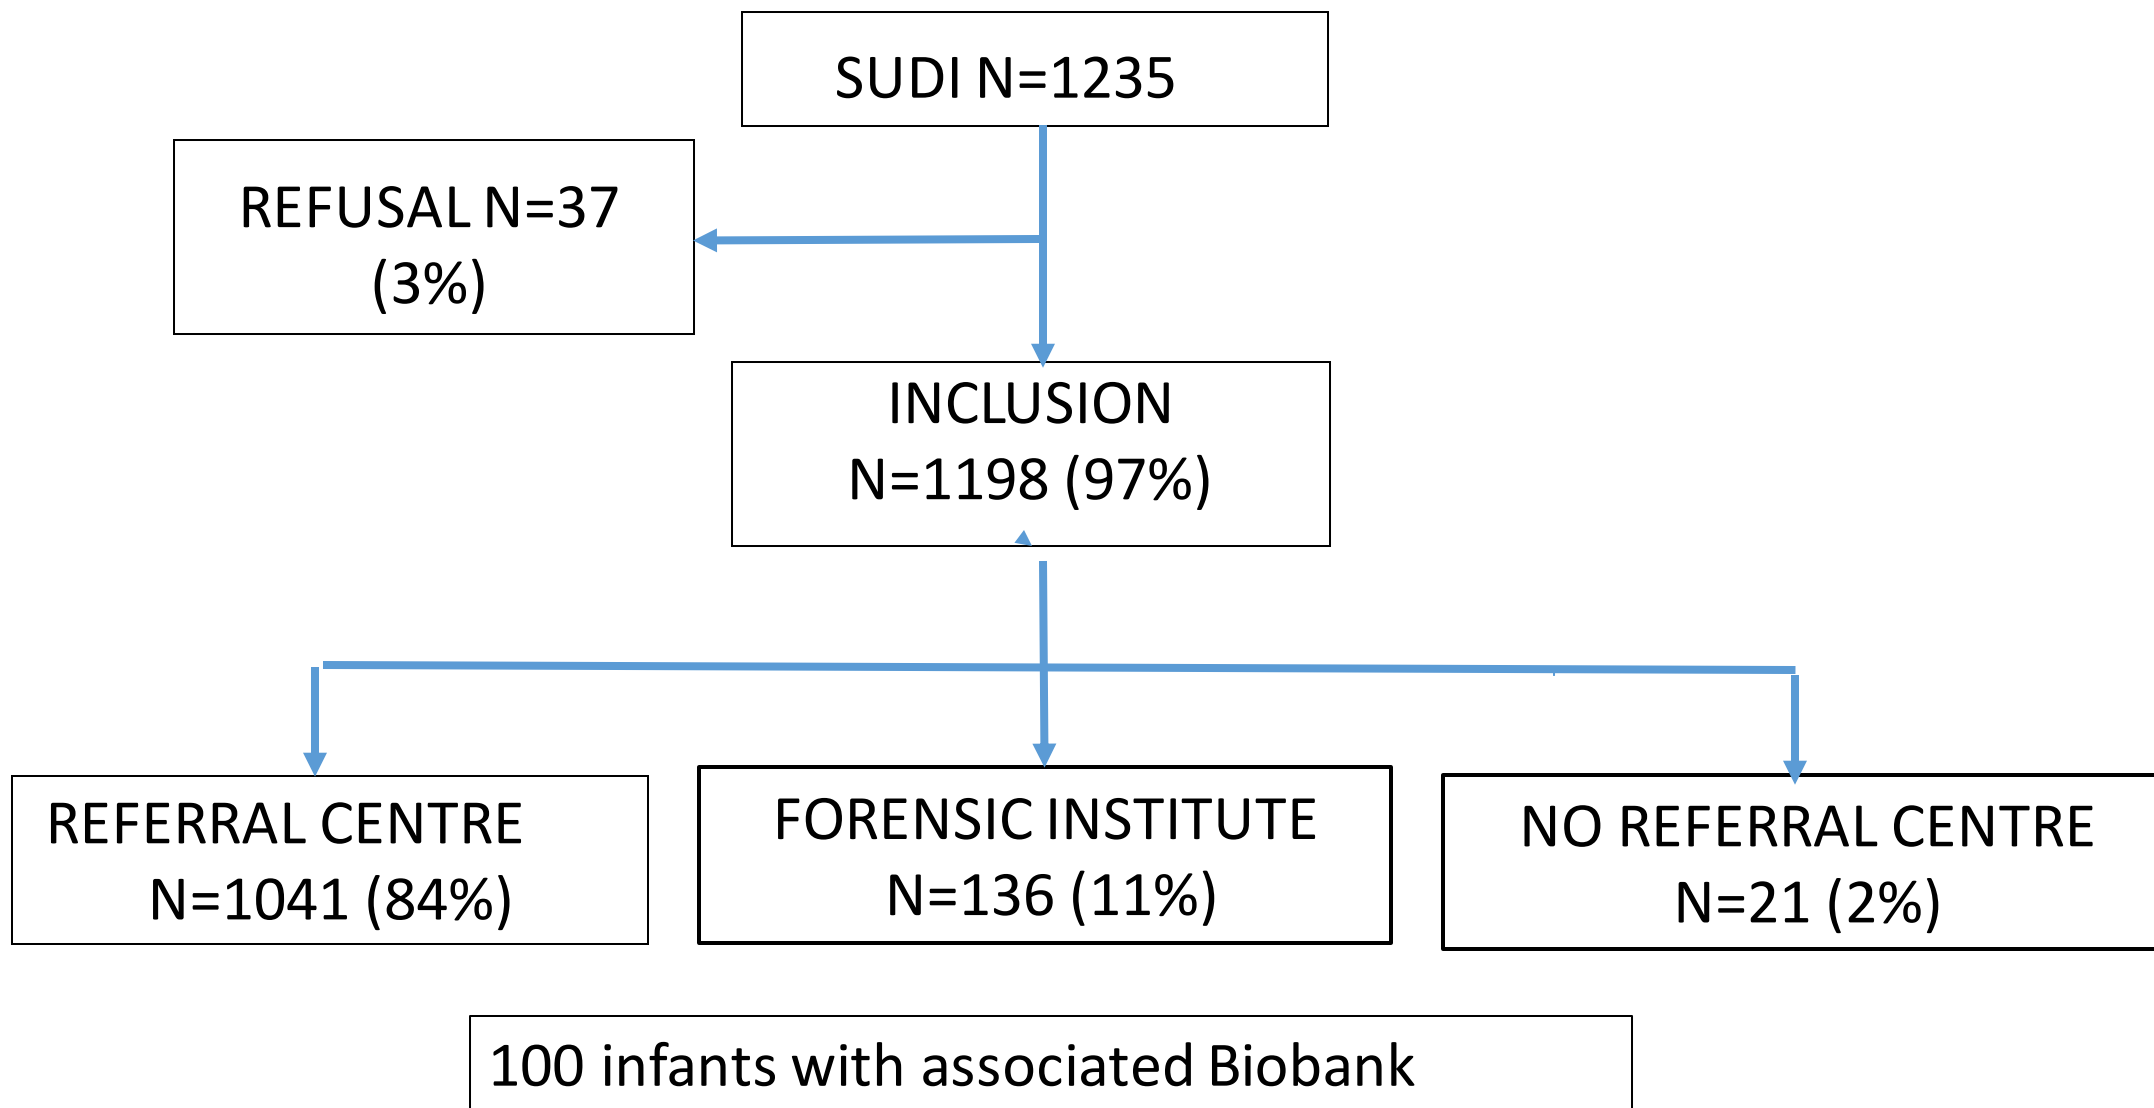 SUDI N=1235
REFUSAL N=37
(3%)
INCLUSION
N=1198 (97%)
REFERRAL CENTRE
N=1041 (84%)
FORENSIC INSTITUTE
N=136 (11%)
NO REFERRAL CENTRE
N=21 (2%)
100 infants with associated Biobank